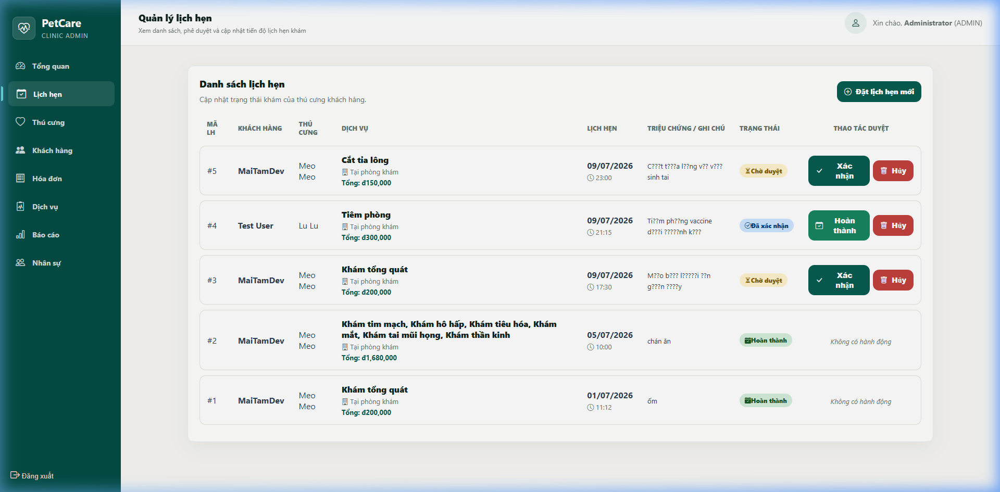 PetCare
CLINIC ADMIN
Tổng quan
Lịch hẹn
Thú cưng
Khách hàng
Hóa đơn
Dịch vụ
Báo cáo
Nhân sự
Đăng xuất
Quản lý lịch hẹn
Xem danh sách, phê duyệt và cập nhật tiến độ lịch hẹn khám
Xin chào, Administrator (ADMIN)
Danh sách lịch hẹn
Cập nhật trạng thái khám của thú cưng khách hàng.
Đặt lịch hẹn mới
MÃ LH
KHÁCH HÀNG
THÚ CƯNG
DỊCH VỤ
LỊCH HẸN
TRIỆU CHỨNG / GHI CHÚ
TRẠNG THÁI
THAO TÁC DUYỆT
#5
MaiTamDev
Meo
Meo
Cắt tỉa lông
Tại phòng khám
Tổng: đ150,000
09/07/2026
23:00
C???t t???a l??ng v?? v???
sinh tai
Chờ duyệt
Xác
nhận
Hủy
#4
Test User
Lu Lu
Tiêm phòng
Tại phòng khám
Tổng: đ300,000
09/07/2026
21:15
Ti??m ph??ng vaccine
d???i ?????nh k???
Đã xác nhận
Hoàn
thành
Hủy
#3
MaiTamDev
Meo
Meo
Khám tổng quát
Tại phòng khám
Tổng: đ200,000
09/07/2026
17:30
M??o b??? l?????i ??n
g???n ????y
Chờ duyệt
Xác
nhận
Hủy
#2
MaiTamDev
Meo
Meo
Khám tim mạch, Khám hô hấp, Khám tiêu hóa, Khám
mắt, Khám tai mũi họng, Khám thần kinh
Tại phòng khám
Tổng: đ1,680,000
05/07/2026
10:00
chán ăn
Hoàn thành
Không có hành động
#1
MaiTamDev
Meo
Meo
Khám tổng quát
Tại phòng khám
Tổng: đ200,000
01/07/2026
11:12
ốm
Hoàn thành
Không có hành động